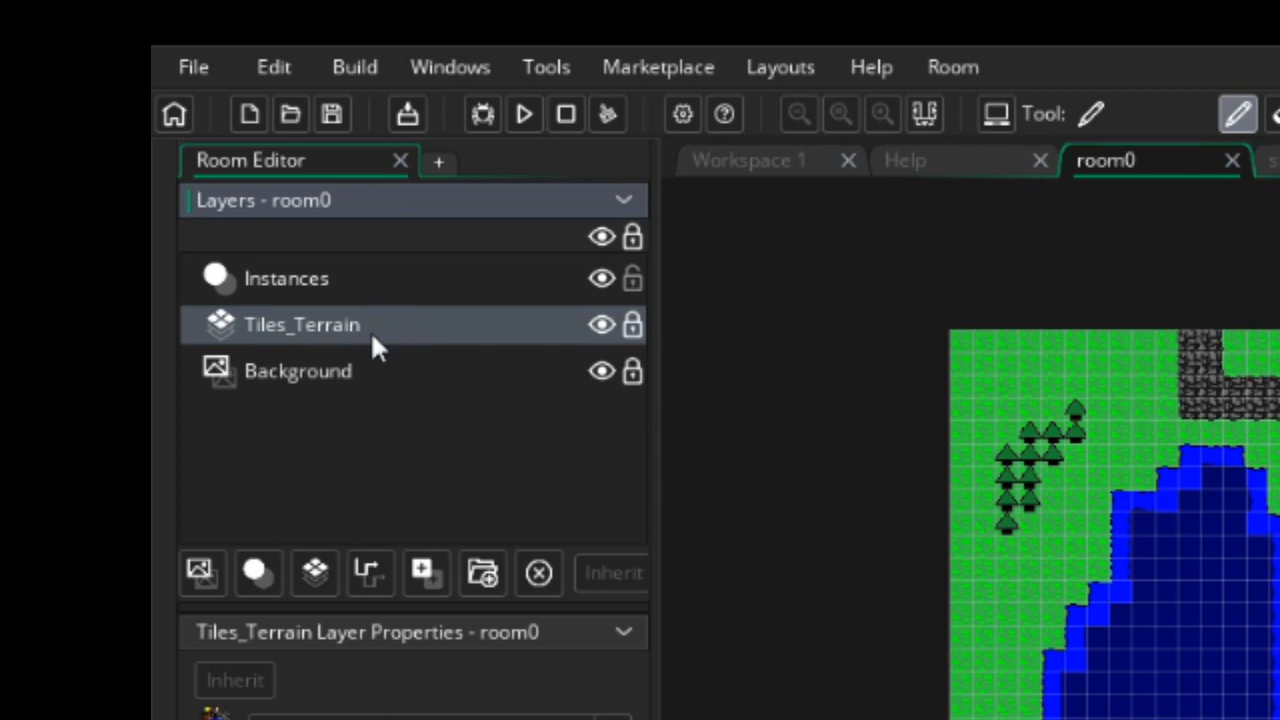 File Edit Build Windows Tools Marketplace Layouts Help Room
Tool:
Room Editor
Workspace 1 Help room0
Layers - room0
Instances
Tiles_Terrain
Background
Inherit
Tiles_Terrain Layer Properties - room0
Inherit